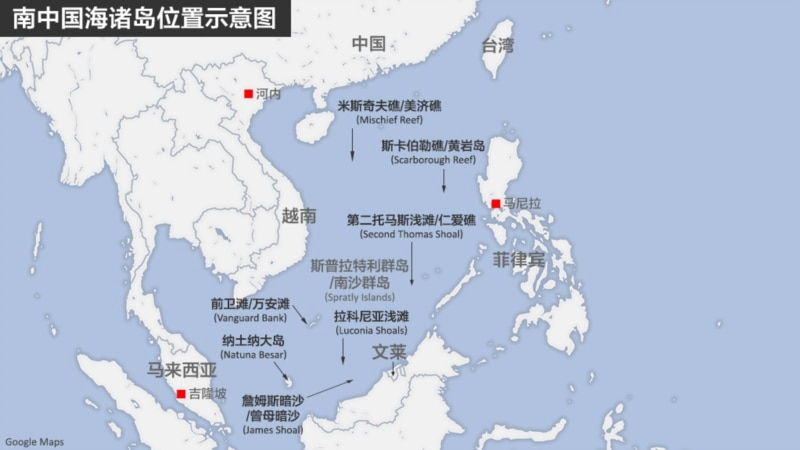 南中国海诸岛位置示意图
中国
台湾
河内
米斯奇夫礁/美济礁
(Mischief Reef)
斯卡伯勒礁/黄岩岛
(Scarborough Reef)
马尼拉
越南
第二托马斯浅滩/仁爱礁
(Second Thomas Shoal)
菲律宾
斯普拉特利群岛
/南沙群岛
(Spratly Islands)
前卫滩/万安滩
(Vanguard Bank)
拉科尼亚浅滩
(Luconia Shoals)
纳土纳大岛
(Natuna Besar)
文莱
马来西亚
吉隆坡
詹姆斯暗沙
/曾母暗沙
(James Shoal)
Google Maps